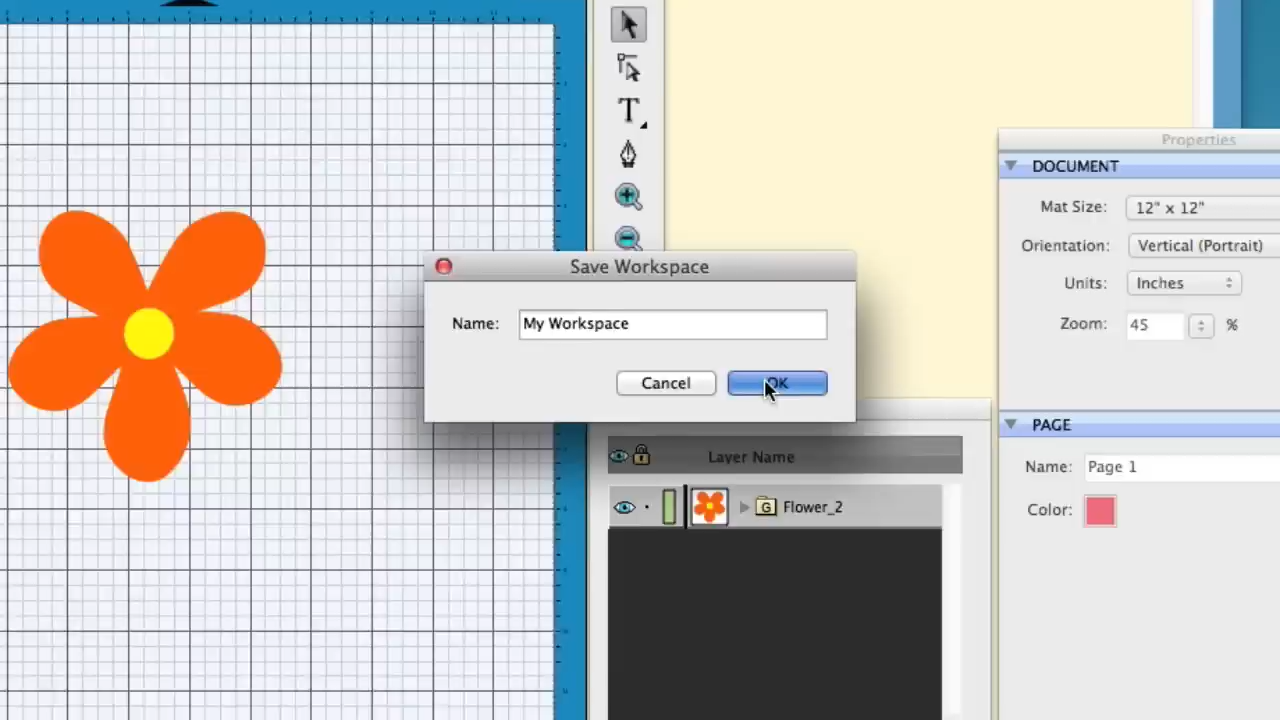 T
Properties
DOCUMENT
Mat Size: 12" x 12"
Orientation: Vertical (Portrait)
Units: Inches
Zoom: 45 %
Save Workspace
Name: My Workspace
Cancel OK
PAGE
Name: Page 1
Color:
Layer Name
G Flower_2